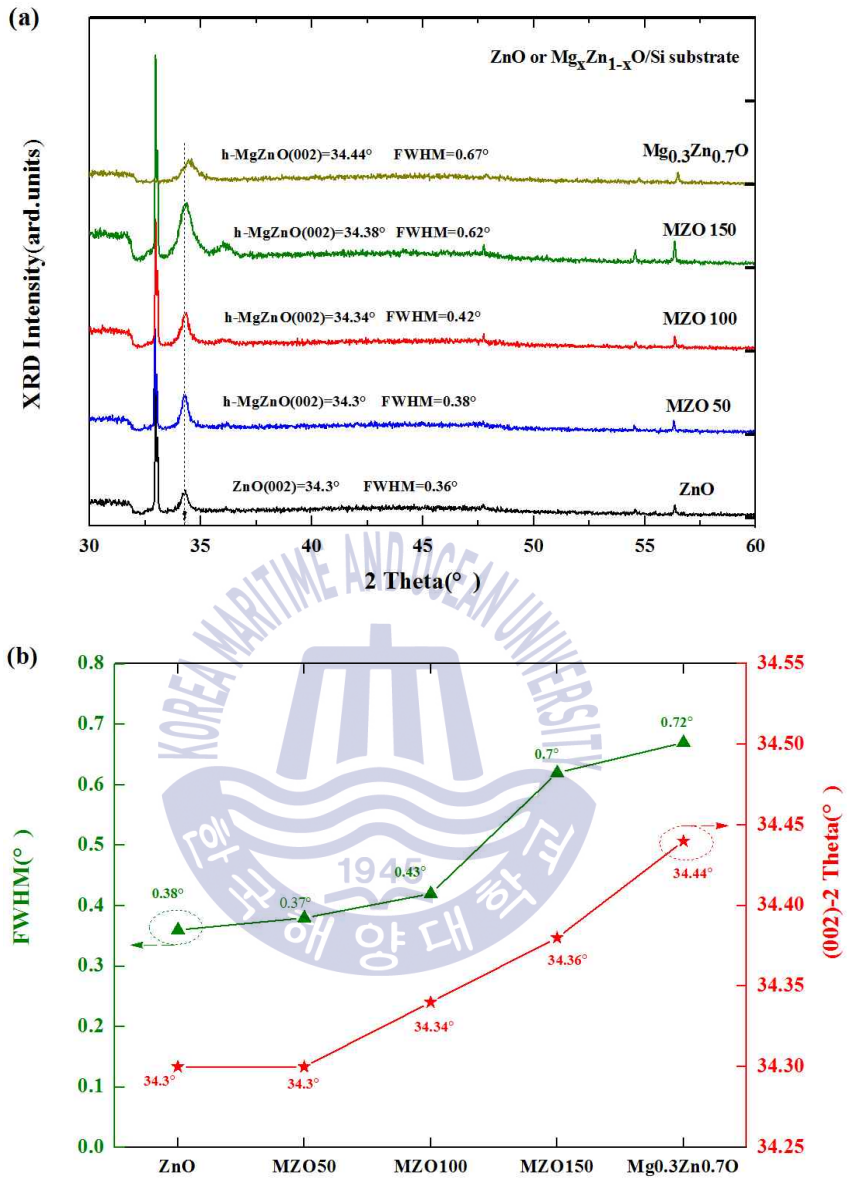 (a)
ZnO or MgxZn1-xO/Si substrate
XRD Intensity(ard.units)
h-MgZnO(002)=34.44° FWHM=0.67°
Mg0.3Zn0.7O
h-MgZnO(002)=34.38° FWHM=0.62°
MZO 150
h-MgZnO(002)=34.34° FWHM=0.42°
MZO 100
h-MgZnO(002)=34.3° FWHM=0.38°
MZO 50
ZnO(002)=34.3° FWHM=0.36°
ZnO
30 35 40 45 50 55 60
2 Theta(° )
KOREA MARITIME AND OCEAN UNIVERSITY
1945
한국해양대학교
(b)
FWHM(° )
0.8
0.7
0.6
0.5
0.4
0.3
0.2
0.1
0.0
0.38°
0.37°
0.43°
0.7°
0.72°
34.3°
34.3°
34.34°
34.36°
34.44°
34.55
34.50
34.45
34.40
34.35
34.30
34.25
(002)-2 Theta(° )
ZnO MZO50 MZO100 MZO150 Mg0.3Zn0.7O